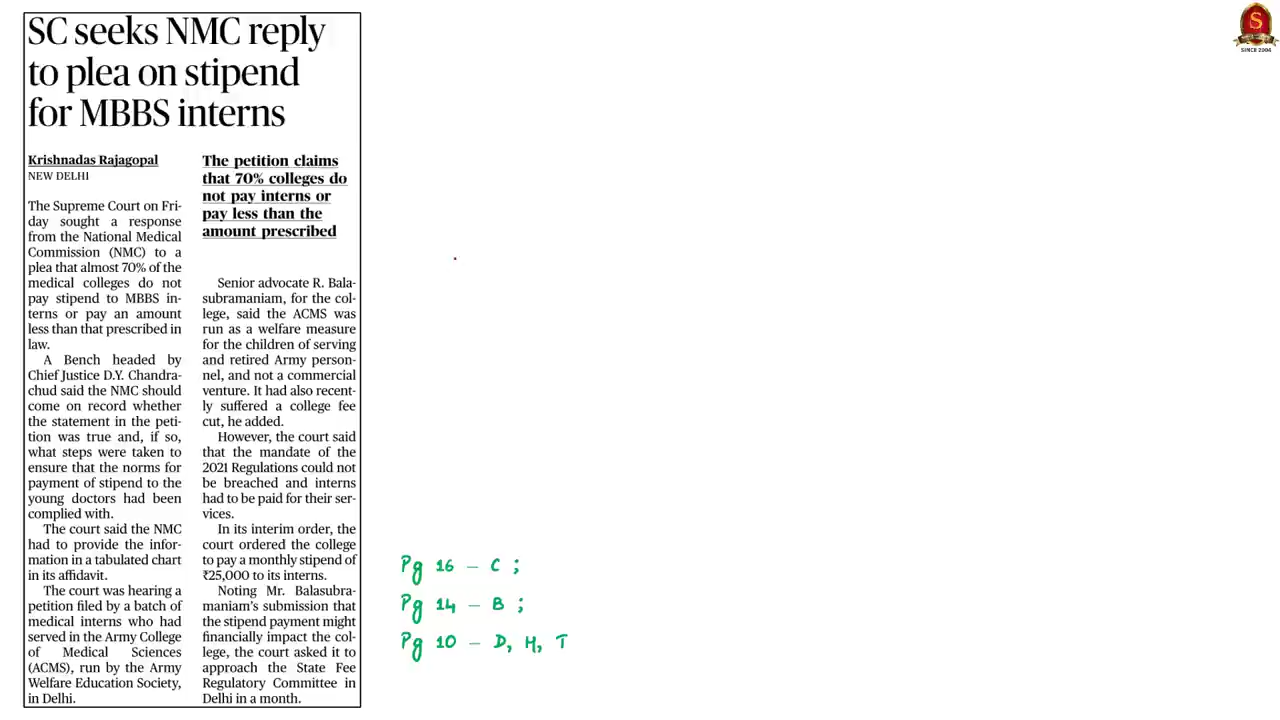 SC seeks NMC reply
to plea on stipend
for MBBS interns
Krishnadas Rajagopal
NEW DELHI
The Supreme Court on Fri-
day sought a response
from the National Medical
Commission (NMC) to a
plea that almost 70% of the
medical colleges do not
pay stipend to MBBS in-
terns or pay an amount
less than that prescribed in
law.
A Bench headed by
Chief Justice D.Y. Chandra-
chud said the NMC should
come on record whether
the statement in the peti-
tion was true and, if so,
what steps were taken to
ensure that the norms for
payment of stipend to the
young doctors had been
complied with.
The court said the NMC
had to provide the infor-
mation in a tabulated chart
in its affidavit.
The court was hearing a
petition filed by a batch of
medical interns who had
served in the Army College
of Medical Sciences
(ACMS), run by the Army
Welfare Education Society,
in Delhi.
The petition claims
that 70% colleges do
not pay interns or
pay less than the
amount prescribed
Senior advocate R. Bala-
subramaniam, for the col-
lege, said the ACMS was
run as a welfare measure
for the children of serving
and retired Army person-
nel, and not a commercial
venture. It had also recent-
ly suffered a college fee
cut, he added.
However, the court said
that the mandate of the
2021 Regulations could not
be breached and interns
had to be paid for their ser-
vices.
In its interim order, the
court ordered the college
to pay a monthly stipend of
₹25,000 to its interns.
Noting Mr. Balasubra-
maniam's submission that
the stipend payment might
financially impact the col-
lege, the court asked it to
approach the State Fee
Regulatory Committee in
Delhi in a month.
Pg 16 - C ;
Pg 14 - B ;
Pg 10 - D, H, T
S
SINCE 2004